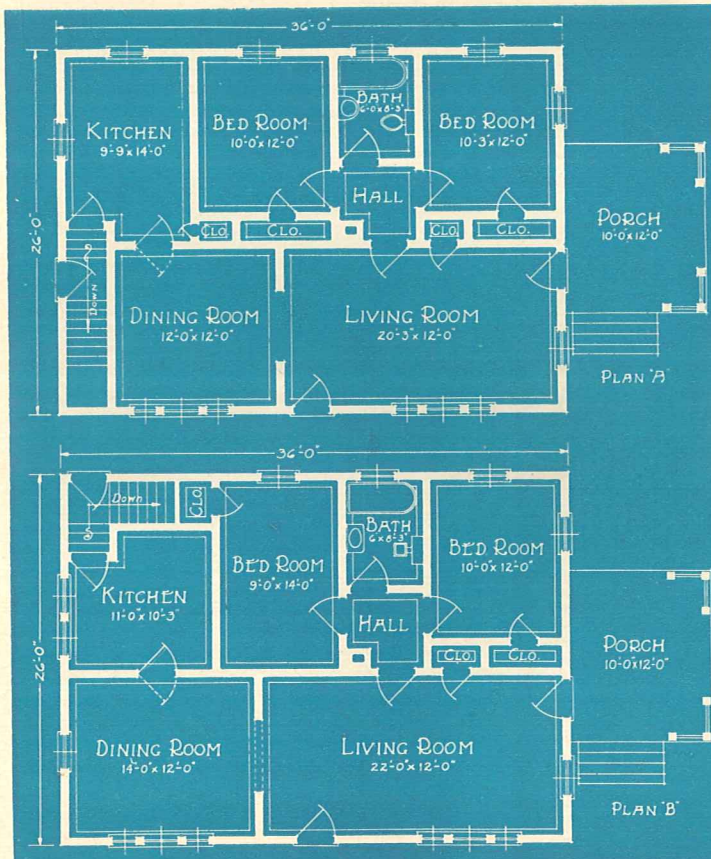 36'-0"
26'-0"
KITCHEN
9'-9" x 14'-0"
BED ROOM
10'-0" x 12'-0"
BATH
6'-0 x 8'-3"
BED ROOM
10'-3" x 12'-0"
HALL
CLO.
CLO.
CLO.
CLO.
PORCH
10'-0" x 12'-0"
DOWN
DINING ROOM
12'-0" x 12'-0"
LIVING ROOM
20'-3" x 12'-0"
PLAN "A"
36'-0"
26'-0"
DOWN
CLO.
KITCHEN
11'-0" x 10'-3"
BED ROOM
9'-0" x 14'-0"
BATH
6' x 8'-3"
BED ROOM
10'-0" x 12'-0"
HALL
CLO.
CLO.
PORCH
10'-0" x 12'-0"
DINING ROOM
14'-0" x 12'-0"
LIVING ROOM
22'-0" x 12'-0"
PLAN "B"